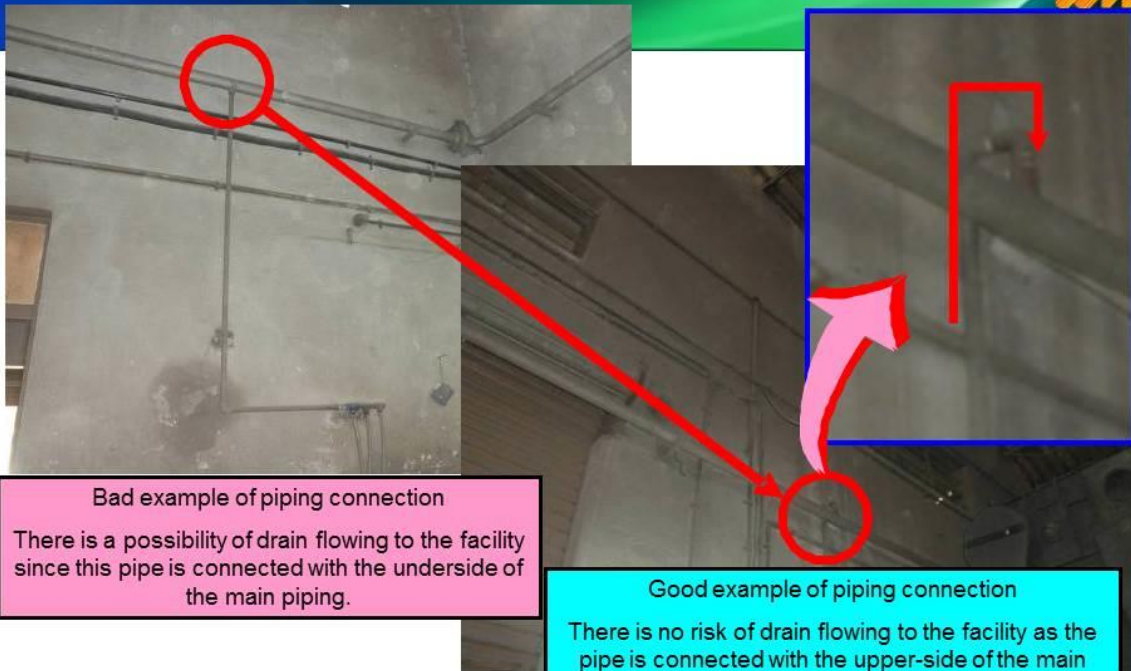 Bad example of piping connection
There is a possibility of drain flowing to the facility
since this pipe is connected with the underside of
the main piping.
Good example of piping connection
There is no risk of drain flowing to the facility as the
pipe is connected with the upper-side of the main